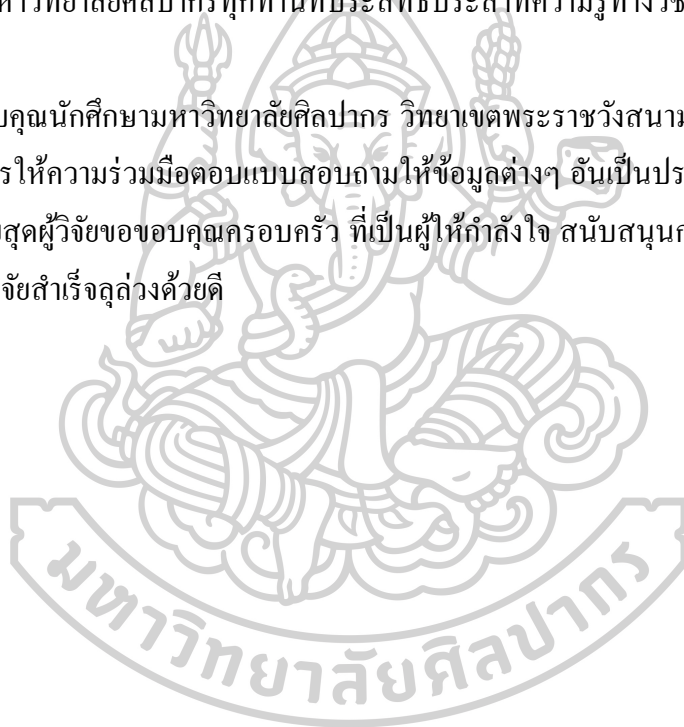 หาวิทยาลัยศิลปากรทุกท่านที่ประสิทธิ์ประสาทความรู้ทางวิช
บคุณนักศึกษามหาวิทยาลัยศิลปากร วิทยาเขตพระราชวังสนาม
รให้ความร่วมมือตอบแบบสอบถามให้ข้อมูลต่างๆ อันเป็นประ
สุดผู้วิจัยขอขอบคุณครอบครัว ที่เป็นผู้ให้กำลังใจ สนับสนุนก
จัยสำเร็จลุล่วงด้วยดี
มหาวิทยาลัยศิลปากร